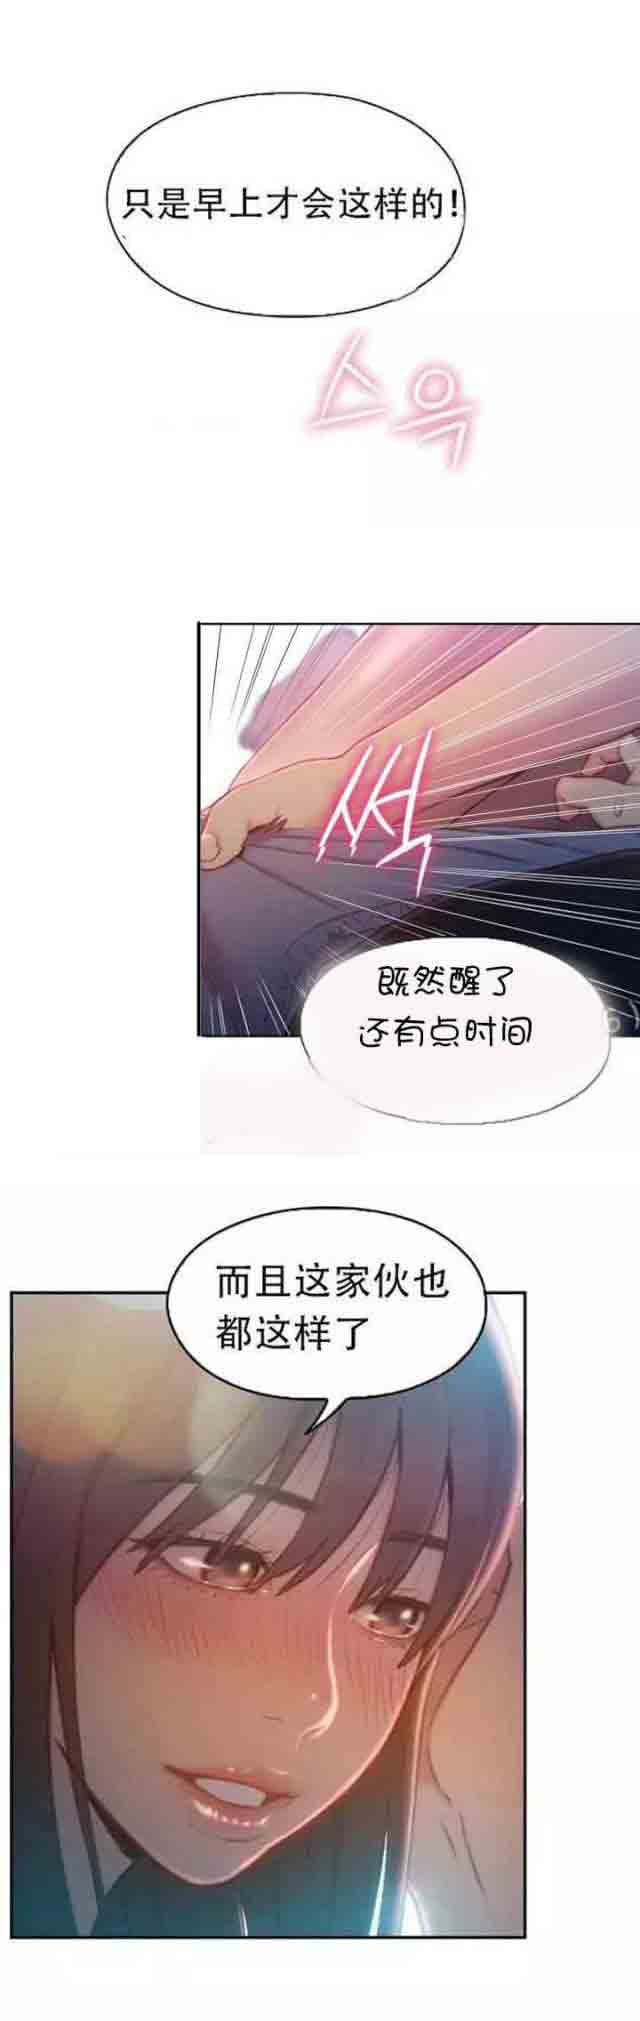 只是早上才会这样的!
스윽
쩍
既然醒了
还有点时间
而且这家伙也
都这样了